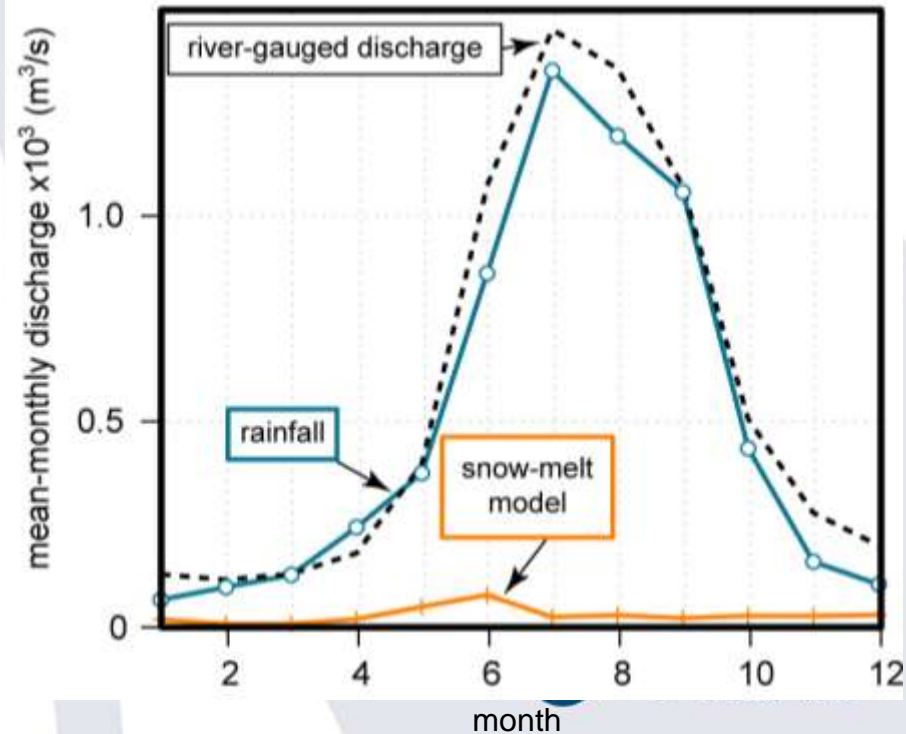 mean-monthly discharge x10³ (m³/s)
river-gauged discharge
1.0
rainfall
0.5
snow-melt
model
0
2 4 6 8 10 12
month